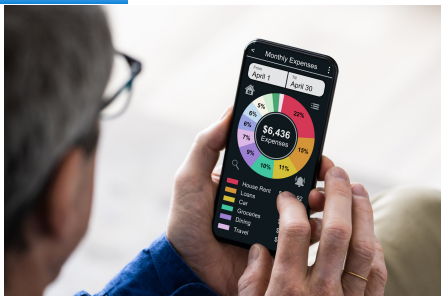 Monthly Expenses
From
April 1
To
April 30
5%
22%
6%
6%
15%
7%
9%
10%
11%
$6,436
Expenses
House Rent
Loans
Car
Groceries
Dining
Travel